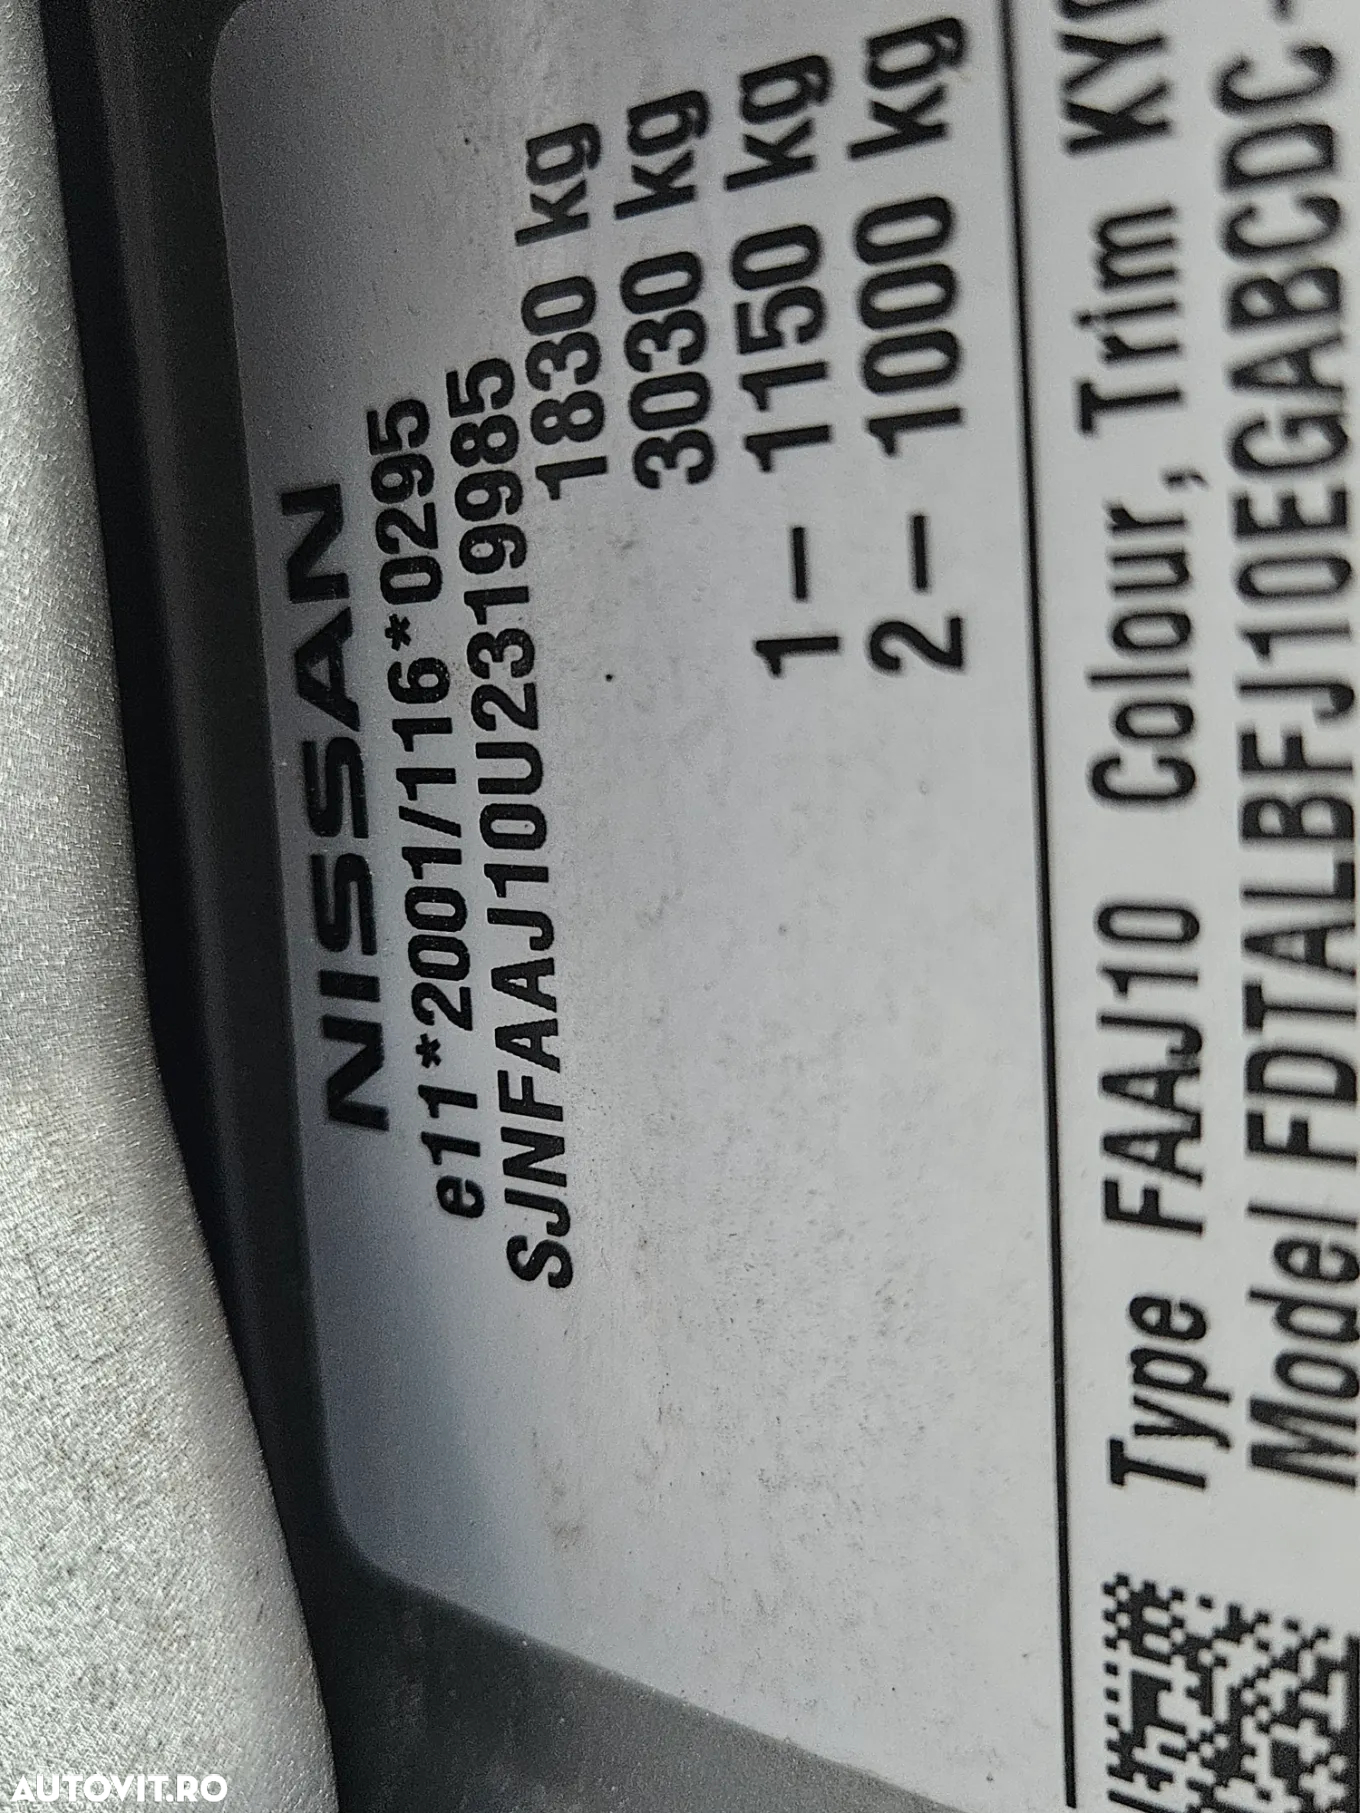 NISSAN
e11*2001/116*0295
SJNFAAJ10U2319985
1830 kg
3030 kg
1 – 1150 kg
2 – 1000 kg
Type FAAJ10 Colour, Trim KY0
Model FDTALBFJ10EGABCDC -
AUTOVIT.RO